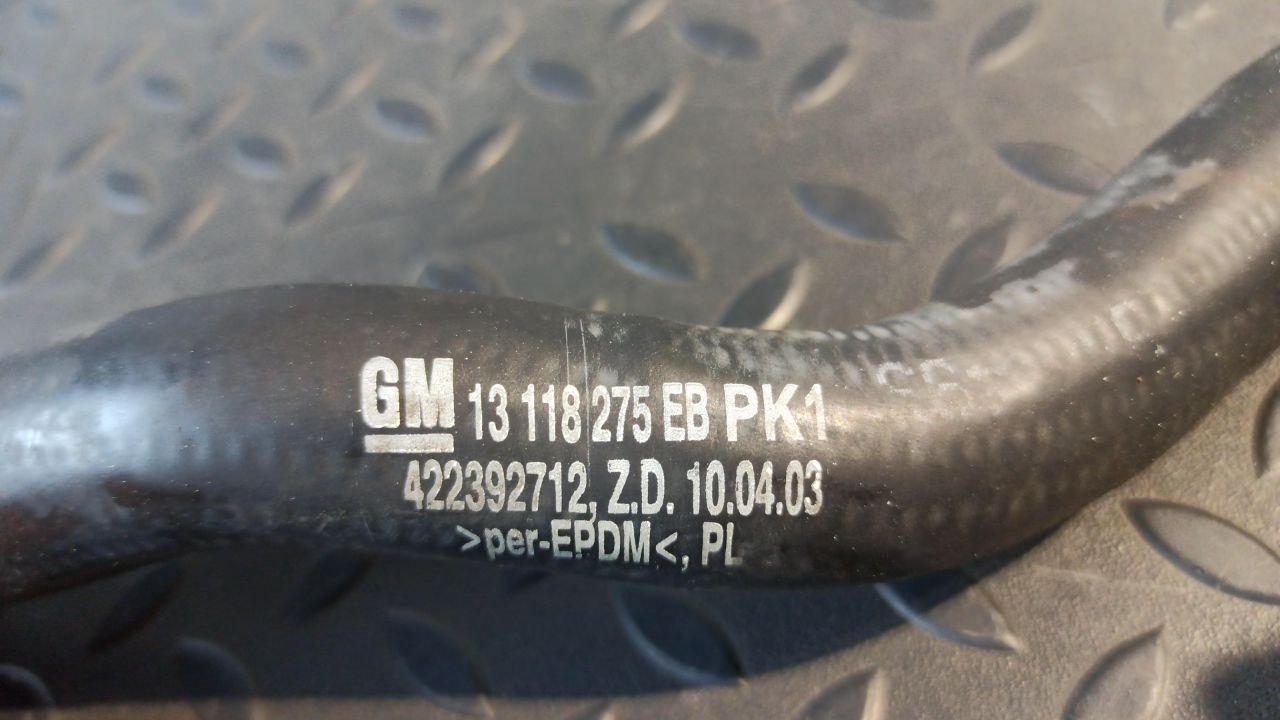 GM 13 118 275 EB PK1
422392712, Z.D. 10.04.03
>per-EPDM<, PL